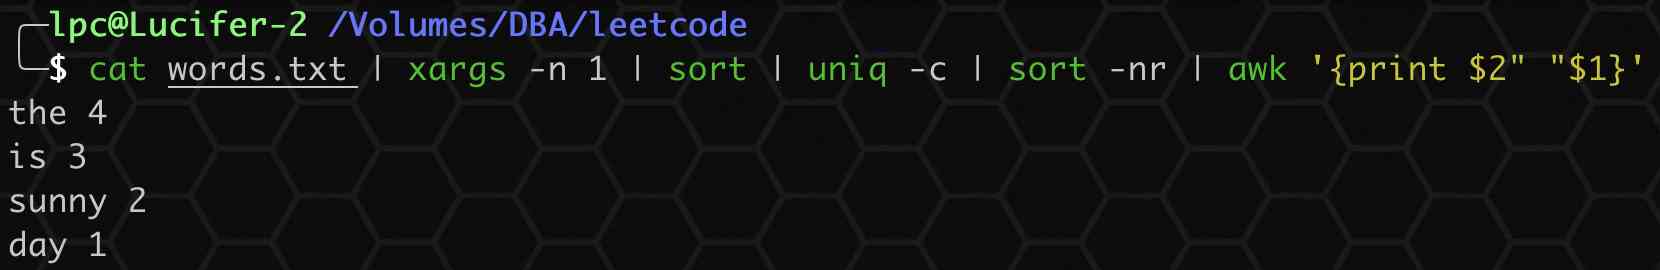 lpc@Lucifer-2 /Volumes/DBA/leetcode
$ cat words.txt | xargs -n 1 | sort | uniq -c | sort -nr | awk '{print $2" "$1}'
the 4
is 3
sunny 2
day 1